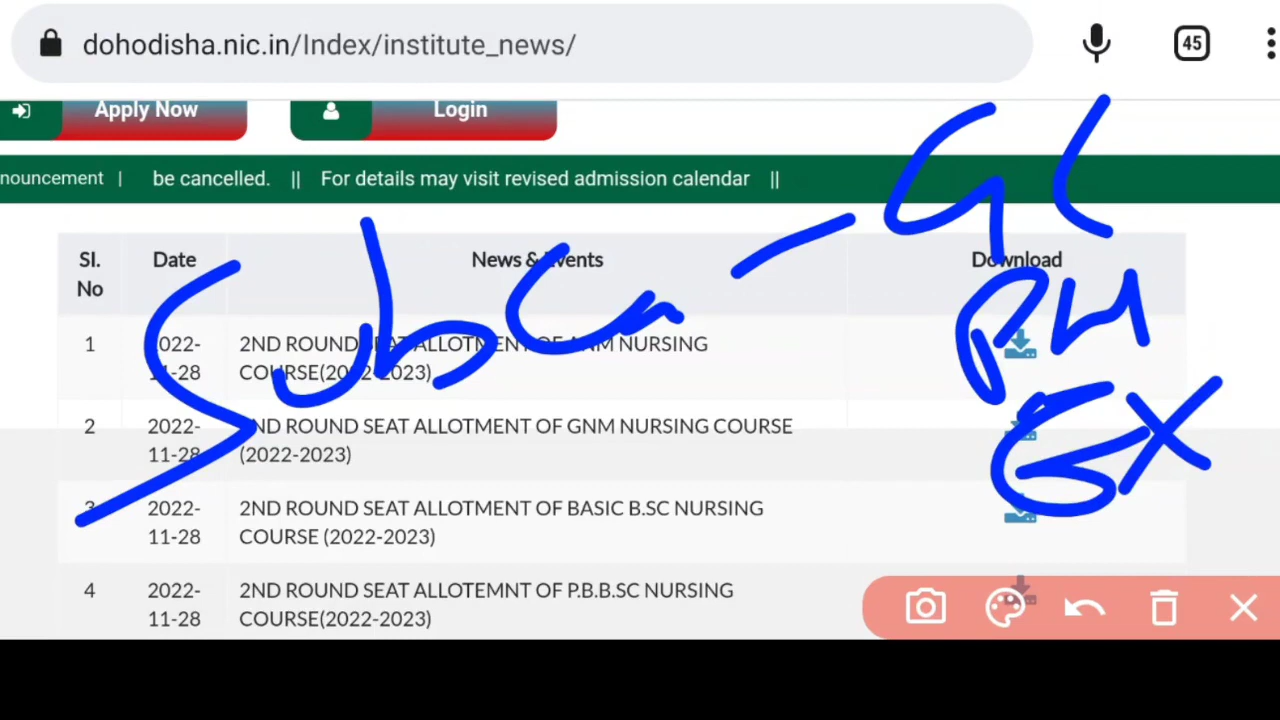 dohodisha.nic.in/Index/institute_news/
45
Apply Now
Login
nouncement | be cancelled. || For details may visit revised admission calendar ||
Sl. No Date News & Events Download
1 2022-11-28 2ND ROUND SEAT ALLOTMENT OF ANM NURSING
COURSE(2022-2023)
2 2022-11-28 2ND ROUND SEAT ALLOTMENT OF GNM NURSING COURSE
(2022-2023)
3 2022-11-28 2ND ROUND SEAT ALLOTMENT OF BASIC B.SC NURSING
COURSE (2022-2023)
4 2022-11-28 2ND ROUND SEAT ALLOTEMNT OF P.B.B.SC NURSING
COURSE(2022-2023)
SubCa - GC
PH
EX